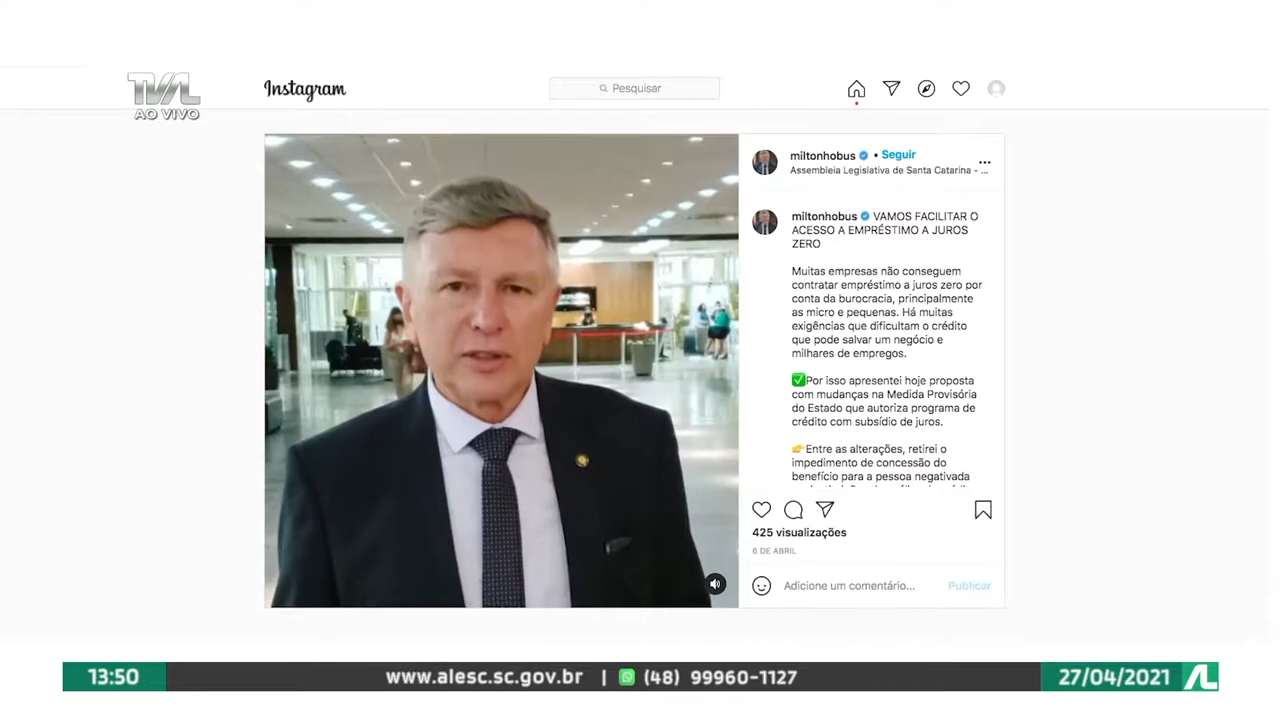 TVAL
AO VIVO
Instagram
Pesquisar
miltonhobus • Seguir
Assembleia Legislativa de Santa Catarina - ...
miltonhobus VAMOS FACILITAR O
ACESSO A EMPRÉSTIMO A JUROS
ZERO
Muitas empresas não conseguem
contratar empréstimo a juros zero por
conta da burocracia, principalmente
as micro e pequenas. Há muitas
exigências que dificultam o crédito
que pode salvar um negócio e
milhares de empregos.
✅Por isso apresentei hoje proposta
com mudanças na Medida Provisória
do Estado que autoriza programa de
crédito com subsídio de juros.
👉Entre as alterações, retirei o
impedimento de concessão do
benefício para a pessoa negativada
425 visualizações
6 DE ABRIL
Adicione um comentário...
Publicar
13:50
www.alesc.sc.gov.br | (48) 99960-1127
27/04/2021
AL